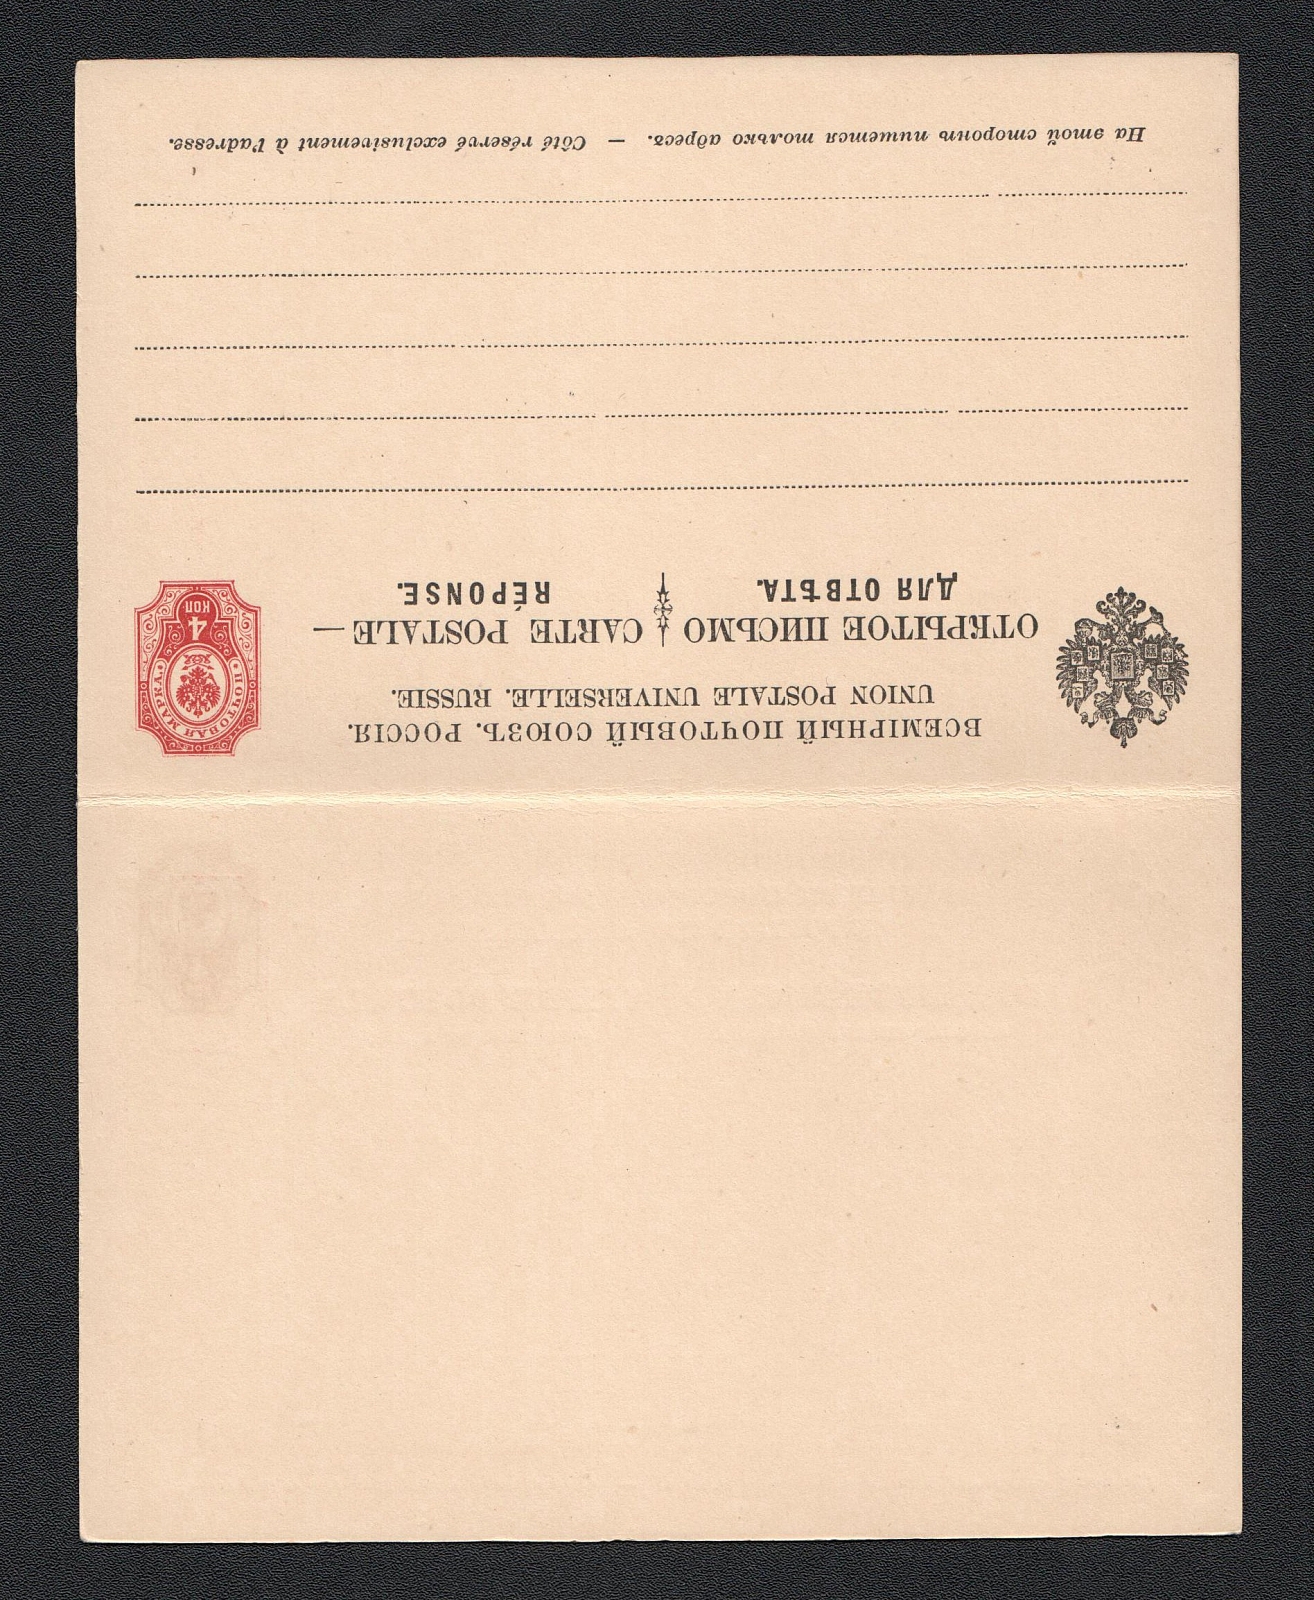 ВСЕМІРНЫЙ ПОЧТОВЫЙ СОЮЗЪ. РОССІЯ.
UNION POSTALE UNIVERSELLE. RUSSIE.
ОТКРЫТОЕ ПИСЬМО CARTE POSTALE —
ДЛЯ ОТВѢТА. RÉPONSE.
ПОЧТОВАЯ МАРКА
4
КОП
На этой сторонѣ пишется только адресъ. — Côté réservé exclusivement à l'adresse.